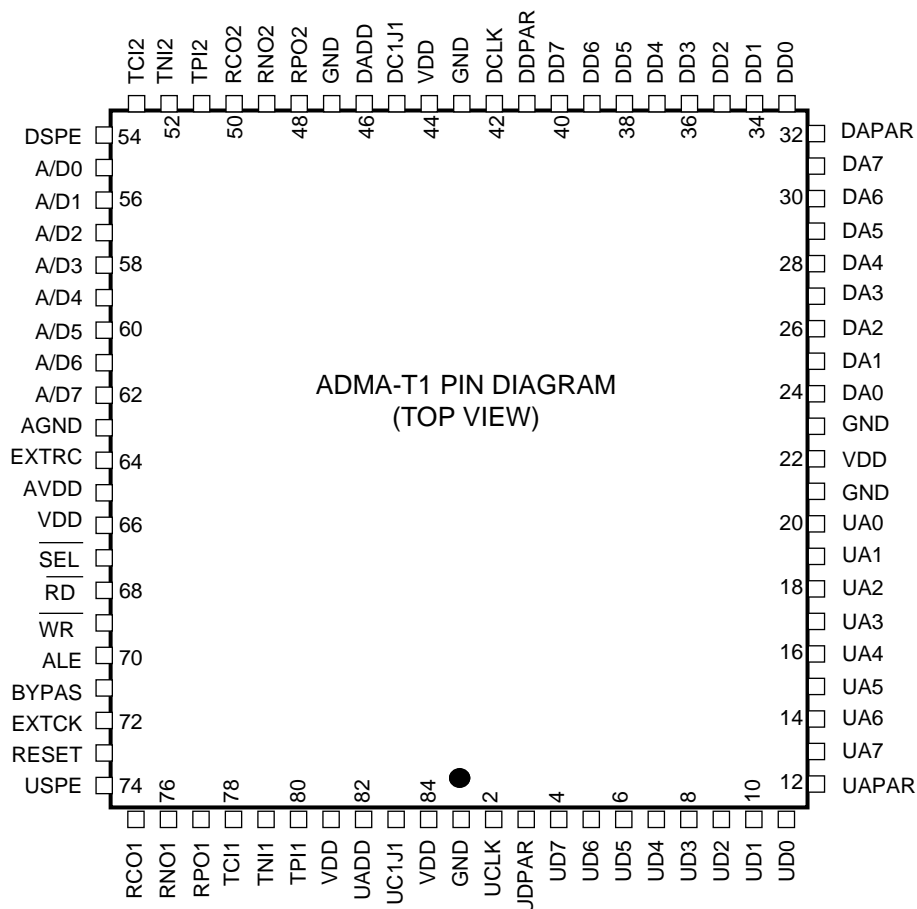 TCI2
TNI2
TPI2
RCO2
RNO2
RPO2
GND
DADD
DC1J1
VDD
GND
DCLK
DDPAR
DD7
DD6
DD5
DD4
DD3
DD2
DD1
DD0
52
50
48
46
44
42
40
38
36
34
DSPE 54
A/D0
A/D1 56
A/D2
A/D3 58
A/D4
A/D5 60
A/D6
A/D7 62
AGND
EXTRC 64
AVDD
VDD 66
SEL
RD 68
WR
ALE 70
BYPAS
EXTCK 72
RESET
USPE 74
ADMA-T1 PIN DIAGRAM
(TOP VIEW)
32 DAPAR
DA7
30 DA6
DA5
28 DA4
DA3
26 DA2
DA1
24 DA0
GND
22 VDD
GND
20 UA0
UA1
18 UA2
UA3
16 UA4
UA5
14 UA6
UA7
12 UAPAR
76
78
80
82
84
2
4
6
8
10
RCO1
RNO1
RPO1
TCI1
TNI1
TPI1
VDD
UADD
UC1J1
VDD
GND
UCLK
UDPAR
UD7
UD6
UD5
UD4
UD3
UD2
UD1
UD0